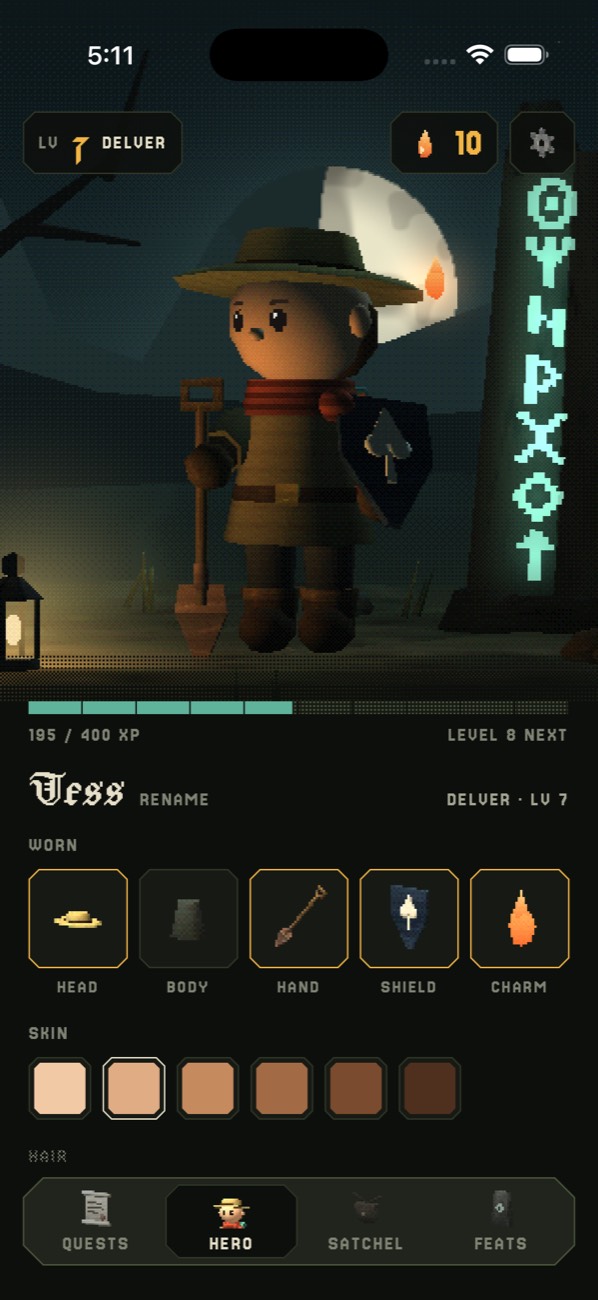 5:11
LV 7 DELVER
10
195 / 400 XP
LEVEL 8 NEXT
Tess RENAME
DELVER · LV 7
WORN
HEAD
BODY
HAND
SHIELD
CHARM
SKIN
HAIR
QUESTS
HERO
SATCHEL
FEATS